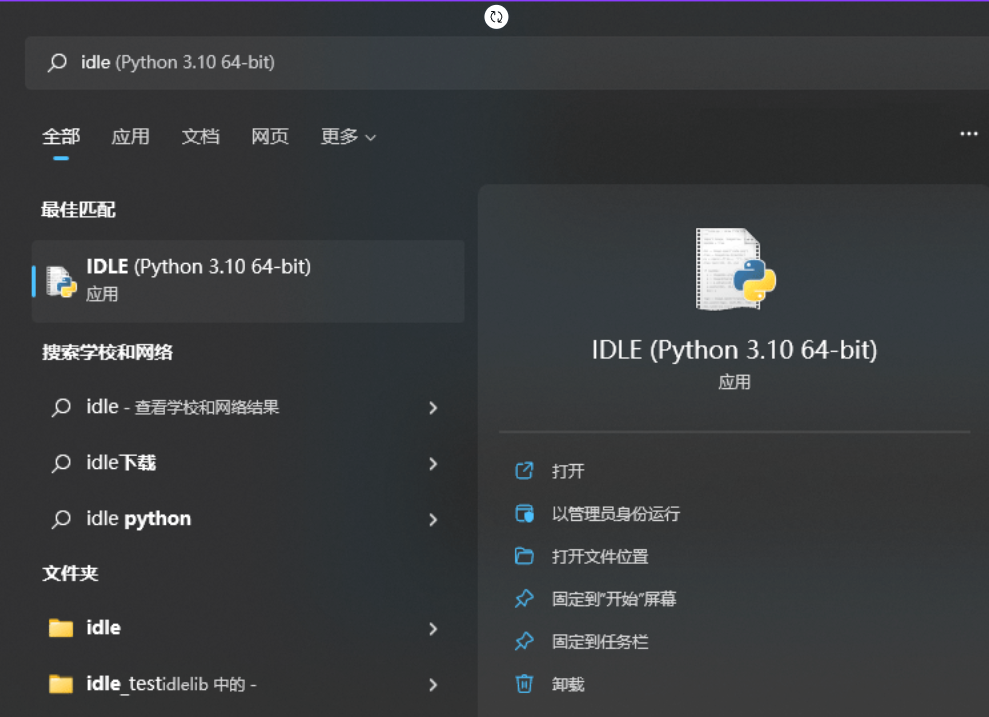 idle (Python 3.10 64-bit)
全部 应用 文档 网页 更多
最佳匹配
IDLE (Python 3.10 64-bit)
应用
搜索学校和网络
idle - 查看学校和网络结果
idle下载
idle python
文件夹
idle
idle_testidlelib 中的 -
IDLE (Python 3.10 64-bit)
应用
打开
以管理员身份运行
打开文件位置
固定到"开始"屏幕
固定到任务栏
卸载